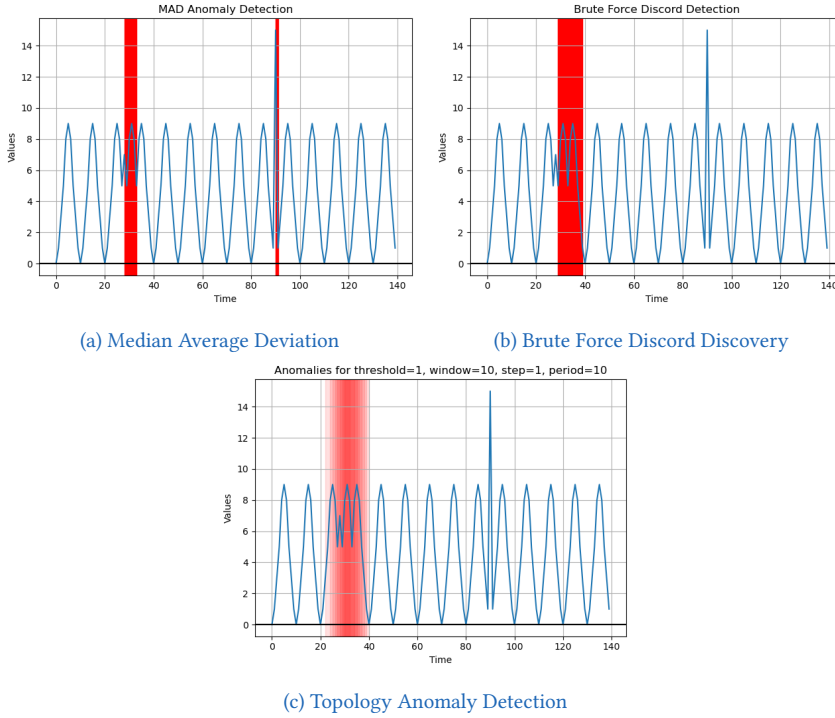 MAD Anomaly Detection
Values
14
12
10
8
6
4
2
0
0 20 40 60 80 100 120 140
Time
(a) Median Average Deviation
Brute Force Discord Detection
Values
14
12
10
8
6
4
2
0
0 20 40 60 80 100 120 140
Time
(b) Brute Force Discord Discovery
Anomalies for threshold=1, window=10, step=1, period=10
Values
14
12
10
8
6
4
2
0
0 20 40 60 80 100 120 140
Time
(c) Topology Anomaly Detection